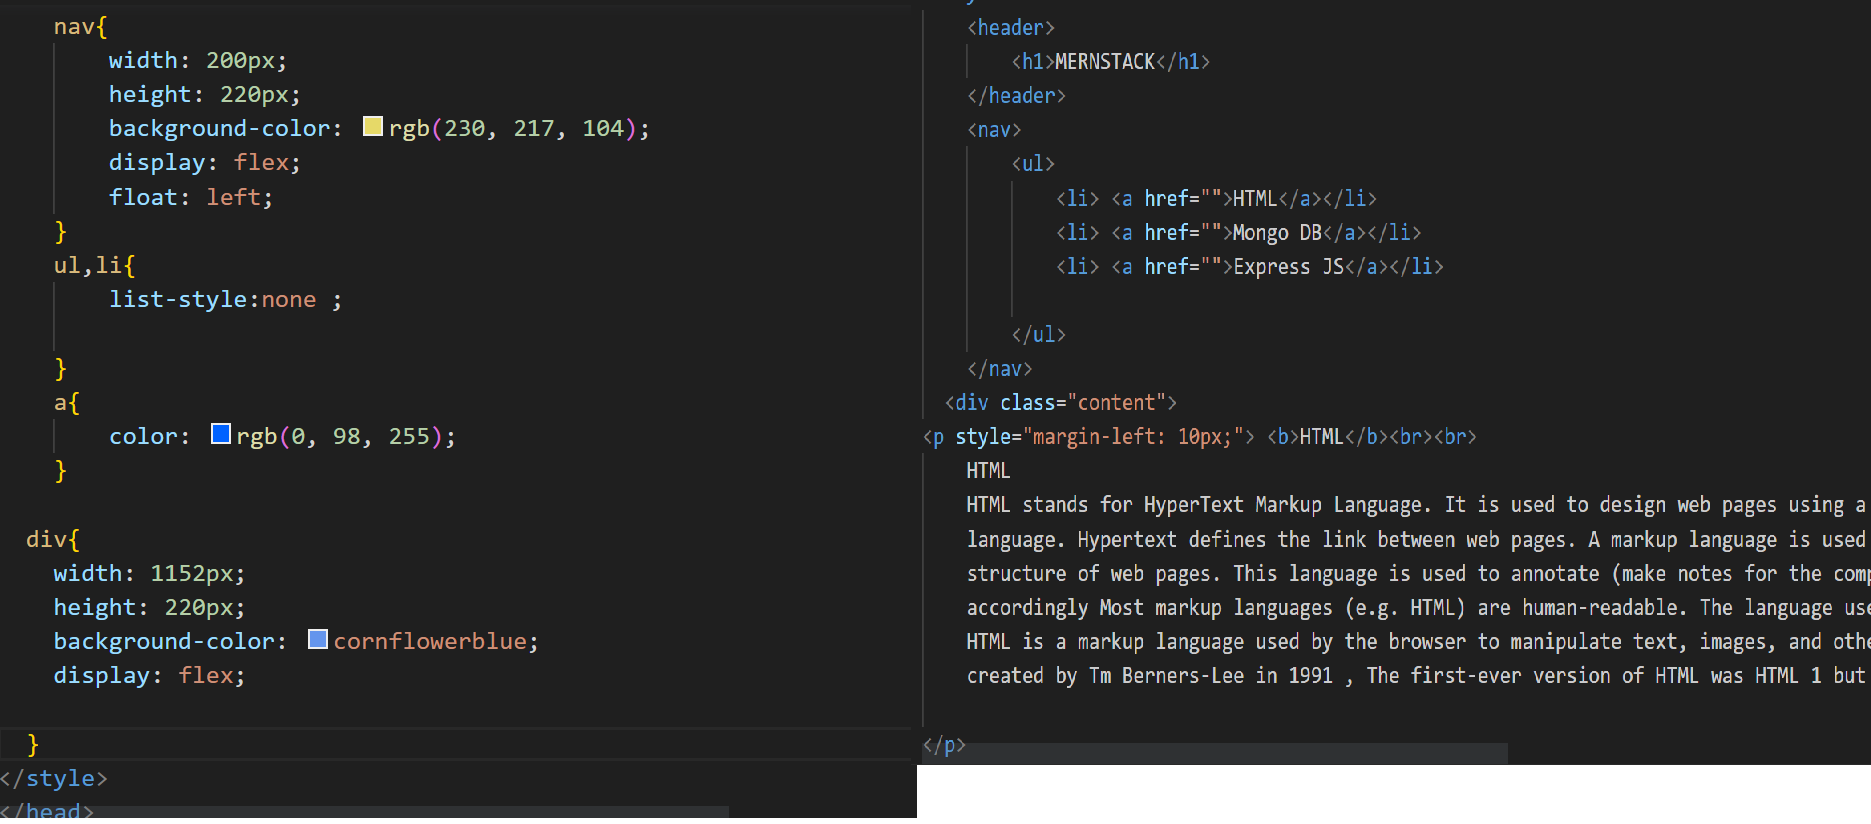 nav{
width: 200px;
height: 220px;
background-color: rgb(230, 217, 104);
display: flex;
float: left;
}
ul,li{
list-style:none ;
}
a{
color: rgb(0, 98, 255);
}
div{
width: 1152px;
height: 220px;
background-color: cornflowerblue;
display: flex;
}
</style>
</head>
<header>
<h1>MERNSTACK</h1>
</header>
<nav>
<ul>
<li> <a href="">HTML</a></li>
<li> <a href="">Mongo DB</a></li>
<li> <a href="">Express JS</a></li>
</ul>
</nav>
<div class="content">
<p style="margin-left: 10px;"> <b>HTML</b><br><br>
HTML
HTML stands for HyperText Markup Language. It is used to design web pages using a
language. Hypertext defines the link between web pages. A markup language is used
structure of web pages. This language is used to annotate (make notes for the
accordingly Most markup languages (e.g. HTML) are human-readable. The language
HTML is a markup language used by the browser to manipulate text, images, and
created by Tm Berners-Lee in 1991 , The first-ever version of HTML was HTML 1 but
</p>